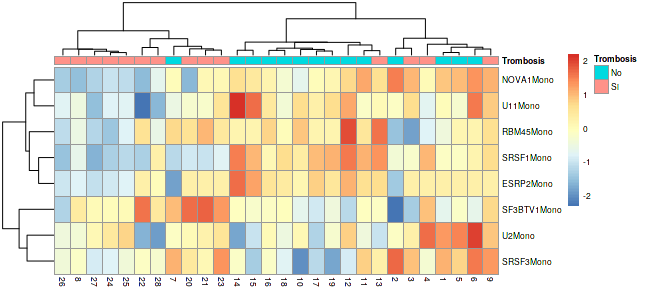 Trombosis
NOVA1Mono
U11Mono
RBM45Mono
SRSF1Mono
ESRP2Mono
SF3BTV1Mono
U2Mono
SRSF3Mono
26 8 27 24 25 22 28 7 20 21 23 14 15 16 18 10 17 19 12 11 13 2 3 4 1 5 6 9
2
1
0
-1
-2
Trombosis
No
SI